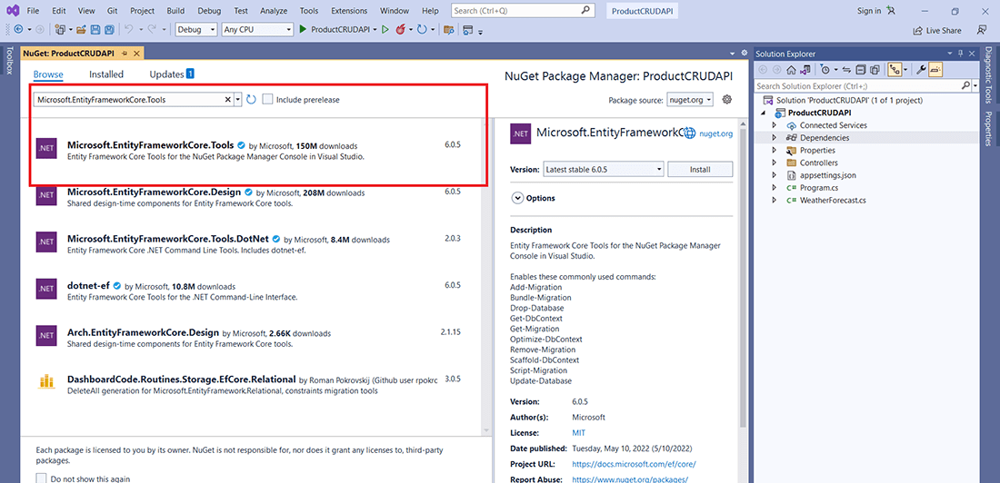 File Edit View Git Project Build Debug Test Analyze Tools Extensions Window Help Search (Ctrl+Q) ProductCRUDAPI Sign in
Debug Any CPU ProductCRUDAPI Live Share
Toolbox
NuGet: ProductCRUDAPI
Browse Installed Updates 1
NuGet Package Manager: ProductCRUDAPI
Microsoft.EntityFrameworkCore.Tools Include prerelease
Package source: nuget.org
.NET
Microsoft.EntityFrameworkCore.Tools by Microsoft, 150M downloads 6.0.5
Entity Framework Core Tools for the NuGet Package Manager Console in Visual Studio.
.NET
Microsoft.EntityFrameworkCore.Design by Microsoft, 208M downloads 6.0.5
Shared design-time components for Entity Framework Core tools.
.NET
Microsoft.EntityFrameworkCore.Tools.DotNet by Microsoft, 8.4M downloads 2.0.3
Entity Framework Core .NET Command Line Tools. Includes dotnet-ef.
.NET
dotnet-ef by Microsoft, 10.8M downloads 6.0.5
Entity Framework Core Tools for the .NET Command-Line Interface.
.NET
Arch.EntityFrameworkCore.Design by Microsoft, 2.66K downloads 2.1.15
Shared design-time components for Entity Framework Core tools.
DashboardCode.Routines.Storage.EfCore.Relational by Roman Pokrovskij (Github user rpokrc 3.0.5
DeleteAll generation for Microsoft.EntityFramework.Relational, constraints migration tools
Each package is licensed to you by its owner. NuGet is not responsible for, nor does it grant any licenses to, third-party
packages.
Do not show this again
.NET
Microsoft.EntityFrameworkC nuget.org
Version: Latest stable 6.0.5 Install
Options
Description
Entity Framework Core Tools for the NuGet Package Manager
Console in Visual Studio.
Enables these commonly used commands:
Add-Migration
Bundle-Migration
Drop-Database
Get-DbContext
Get-Migration
Optimize-DbContext
Remove-Migration
Scaffold-DbContext
Script-Migration
Update-Database
Version: 6.0.5
Author(s): Microsoft
License: MIT
Date published: Tuesday, May 10, 2022 (5/10/2022)
Project URL: https://docs.microsoft.com/ef/core/
Report Abuse: https://www.nuget.org/packages/
Solution Explorer
Search Solution Explorer (Ctrl+;)
Solution 'ProductCRUDAPI' (1 of 1 project)
ProductCRUDAPI
Connected Services
Dependencies
Properties
Controllers
appsettings.json
C# Program.cs
C# WeatherForecast.cs
Diagnostic Tools
Properties